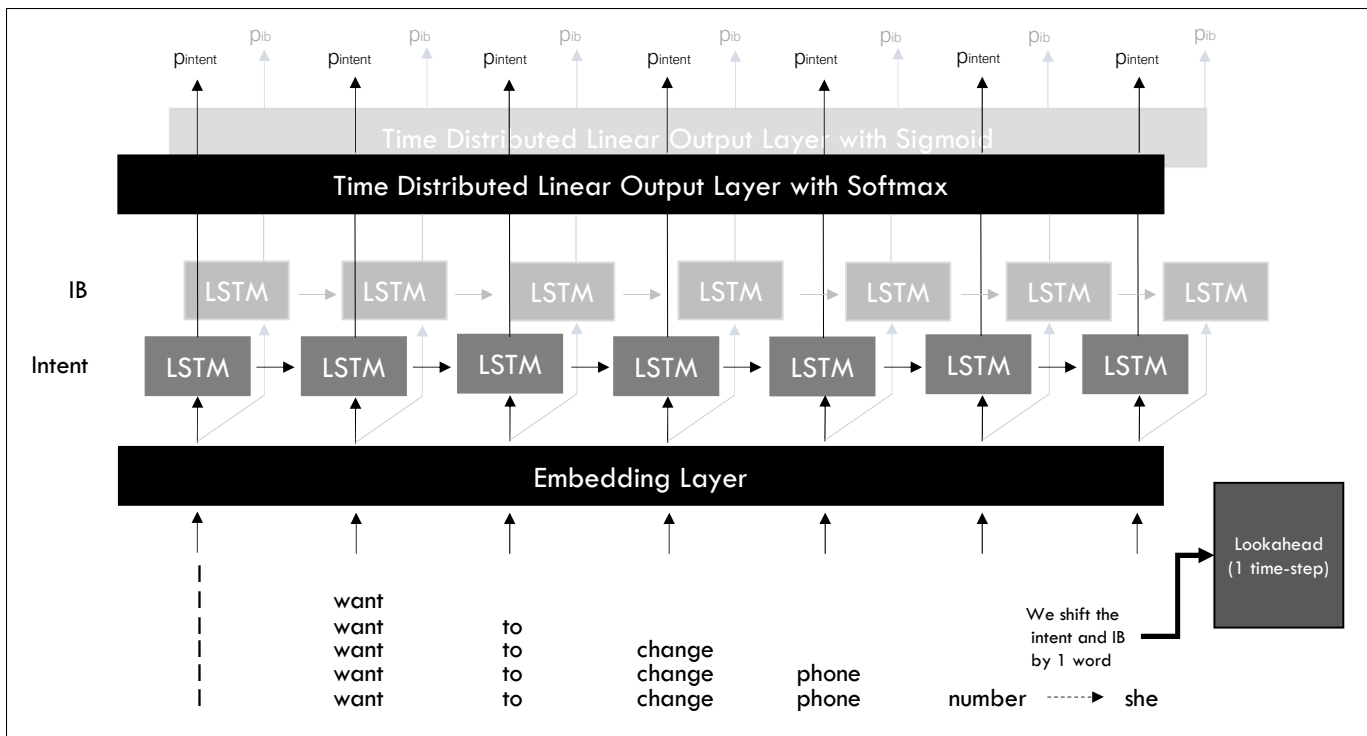 pib pib pib pib pib pib pib
pintent pintent pintent pintent pintent pintent pintent
Time Distributed Linear Output Layer with Sigmoid
Time Distributed Linear Output Layer with Softmax
IB LSTM LSTM LSTM LSTM LSTM LSTM LSTM
Intent LSTM LSTM LSTM LSTM LSTM LSTM LSTM
Embedding Layer
Lookahead
(1 time-step)
I
I want
I want to
I want to change
I want to change phone
I want to change phone number she
We shift the
intent and IB
by 1 word